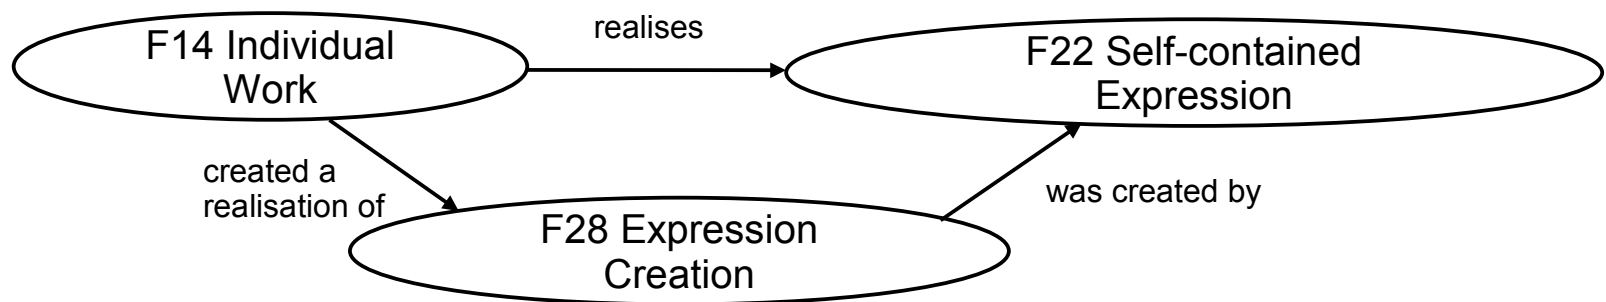 F14 Individual
Work
realises
F22 Self-contained
Expression
created a
realisation of
was created by
F28 Expression
Creation